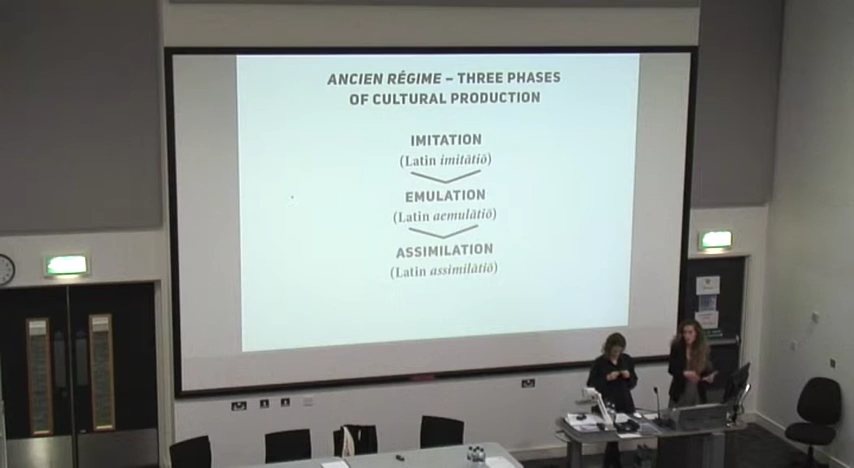 ANCIEN RÉGIME – THREE PHASES
OF CULTURAL PRODUCTION
IMITATION
(Latin imitātiō)
EMULATION
(Latin aemulātiō)
ASSIMILATION
(Latin assimilātiō)